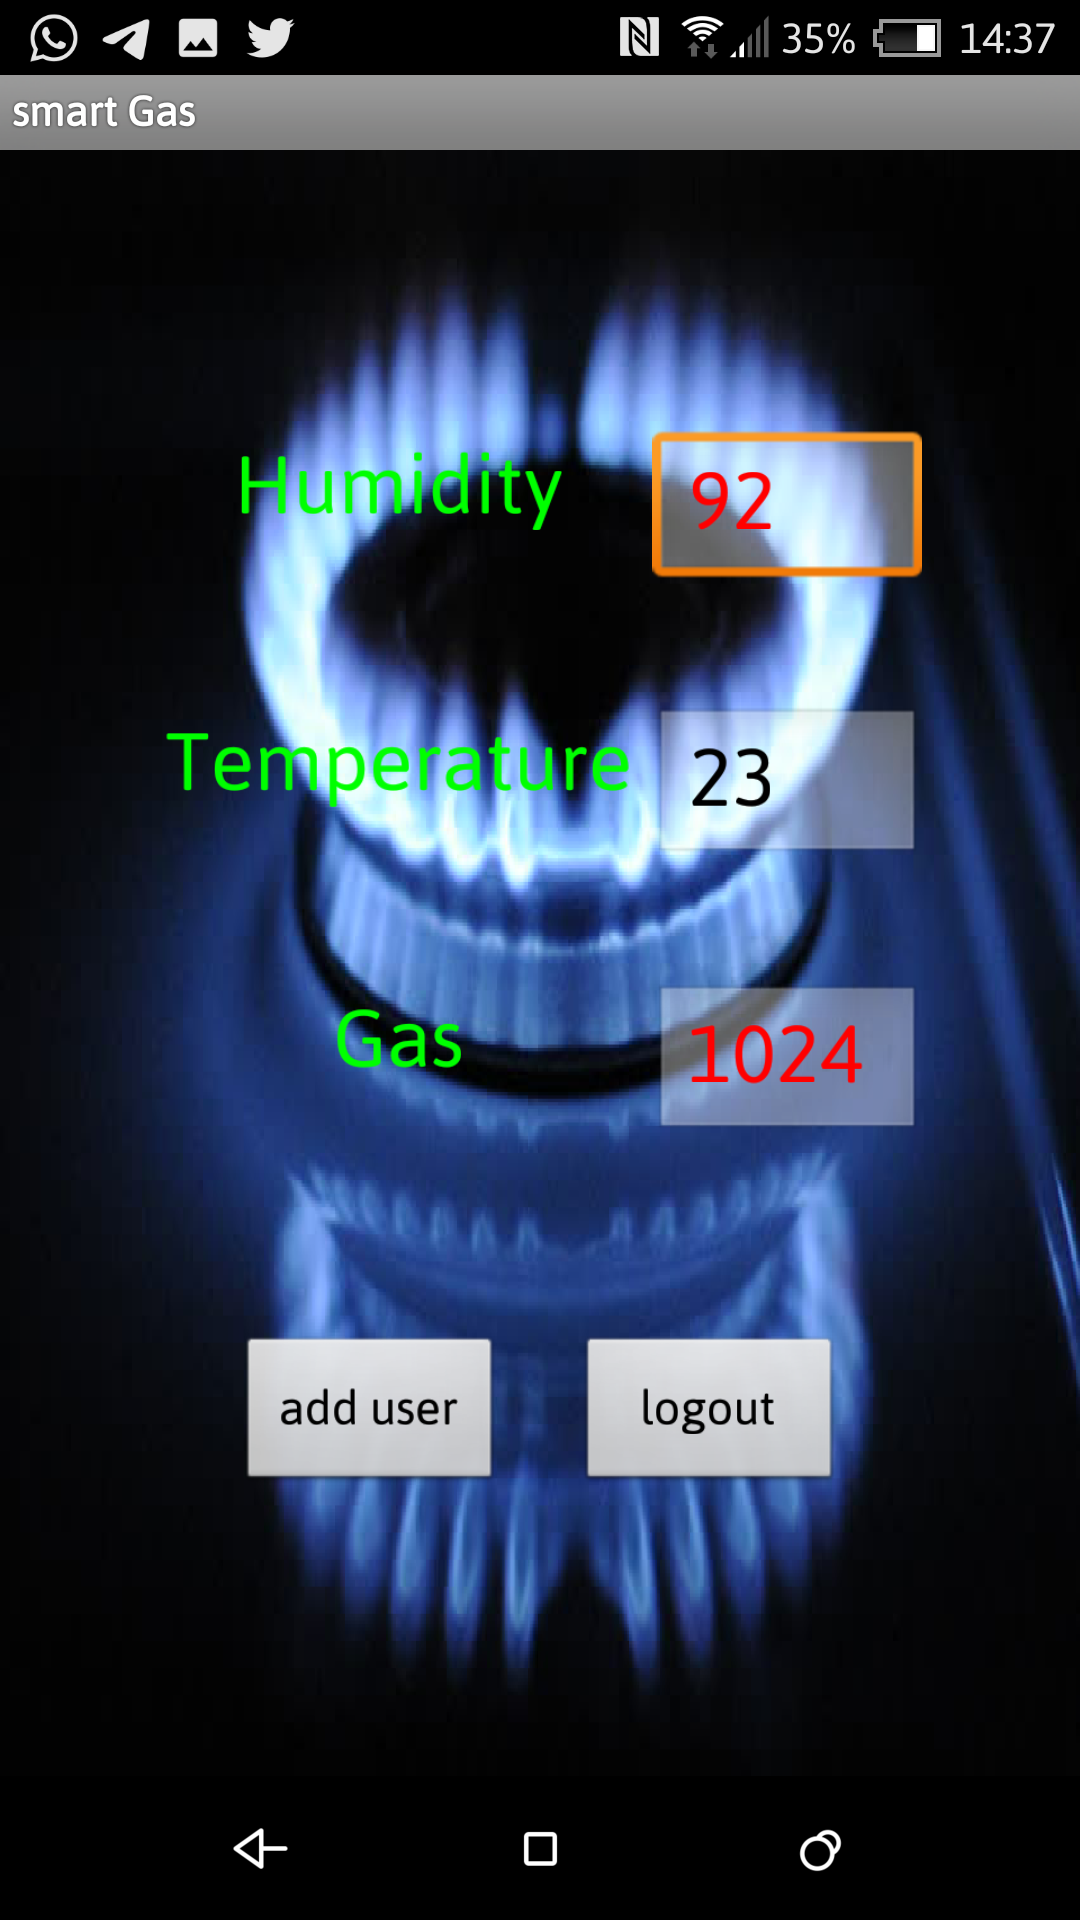 35% 14:37
smart Gas
Humidity 92
Temperature 23
Gas 1024
add user logout